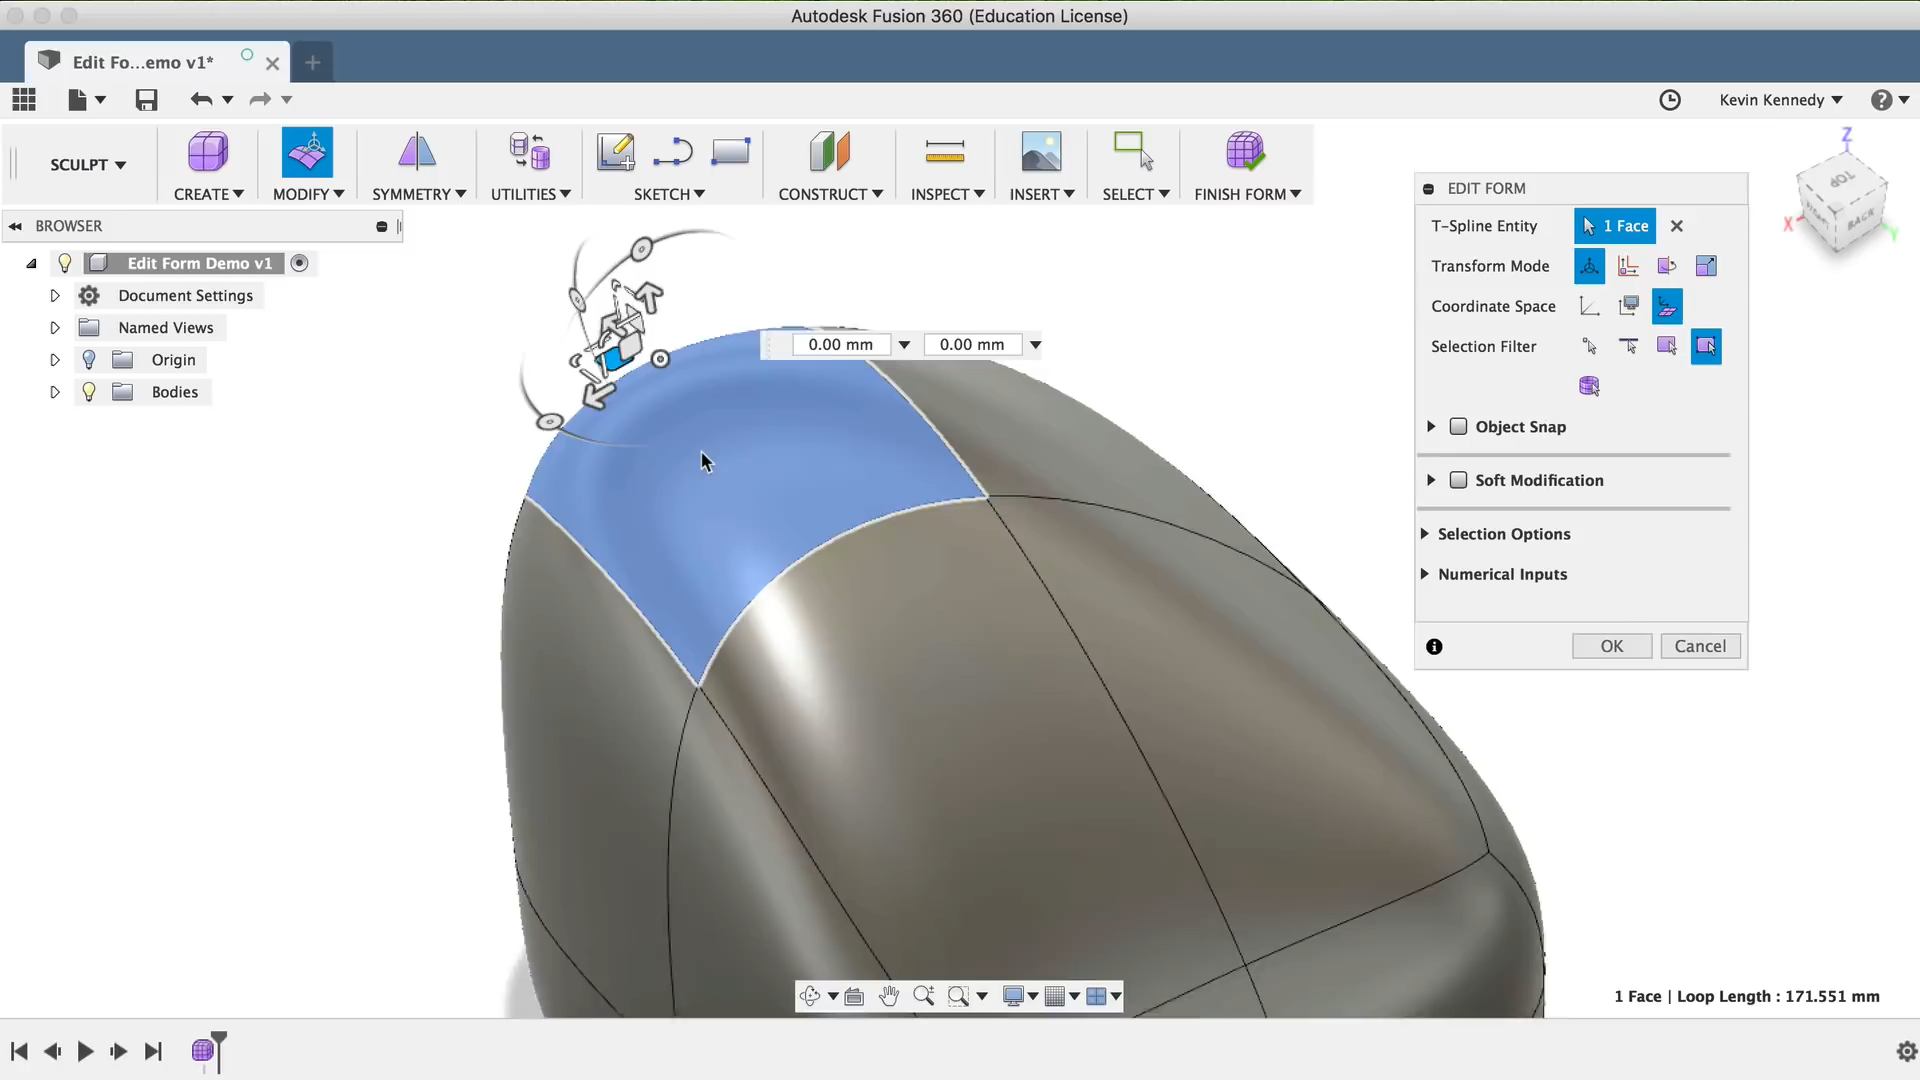 Autodesk Fusion 360 (Education License)
Edit Fo...emo v1*
Kevin Kennedy
SCULPT
CREATE
MODIFY
SYMMETRY
UTILITIES
SKETCH
CONSTRUCT
INSPECT
INSERT
SELECT
FINISH FORM
Z
TOP
BACK
X
Y
BROWSER
Edit Form Demo v1
Document Settings
Named Views
Origin
Bodies
0.00 mm
0.00 mm
EDIT FORM
T-Spline Entity
1 Face
Transform Mode
Coordinate Space
Selection Filter
Object Snap
Soft Modification
Selection Options
Numerical Inputs
OK
Cancel
1 Face | Loop Length : 171.551 mm